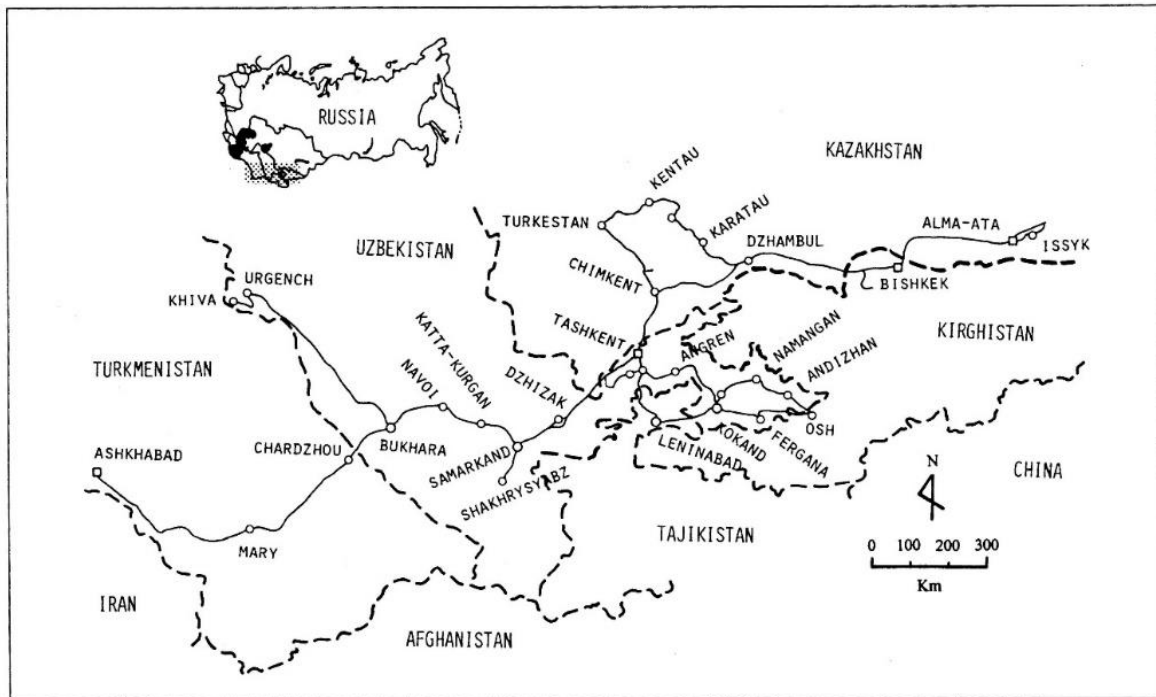 RUSSIA
KAZAKHSTAN
KENTAU
TURKESTAN
KARATAU
ALMA-ATA
DZHAMBUL
ISSYK
UZBEKISTAN
CHIMKENT
BISHKEK
URGENCH
KHIVA
TASHKENT
ANGREN
NAMANGAN
ANDIZHAN
KIRGHISTAN
KATTA-KURGAN
NAVOI
DZHIZAK
TURKMENISTAN
OSH
KOKAND
FERGANA
LENINABAD
BUKHARA
CHARDZHOU
SAMARKAND
SHAKHRYSYABZ
ASHKHABAD
CHINA
N
MARY
TAJIKISTAN
0 100 200 300
Km
IRAN
AFGHANISTAN